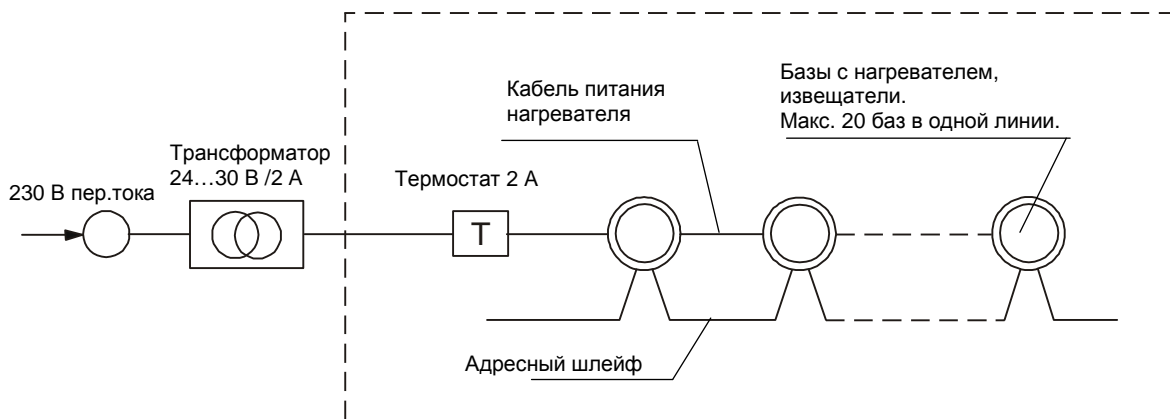 Базы с нагревателем,
извещатели.
Макс. 20 баз в одной линии.
Кабель питания
нагревателя
Трансформатор
24...30 В /2 А
Термостат 2 А
230 В пер.тока
T
Адресный шлейф